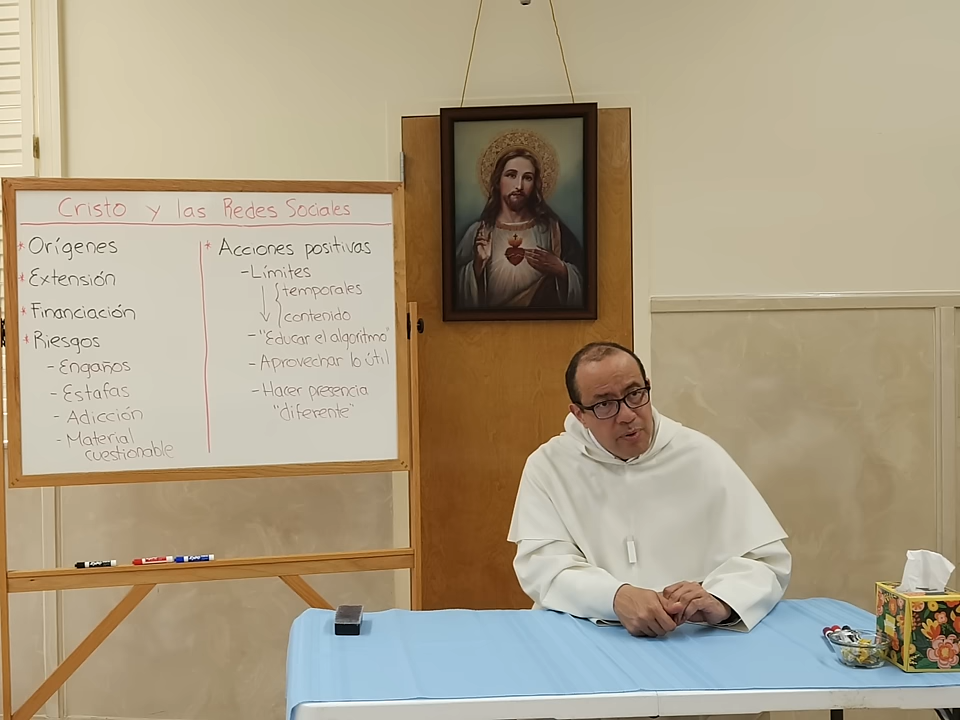 Cristo y las Redes Sociales
* Orígenes
* Extensión
* Financiación
* Riesgos
- Engaños
- Estafas
- Adicción
- Material
cuestionable
* Acciones positivas
- Límites
temporales
contenido
- "Educar el algoritmo"
- Aprovechar lo útil
- Hacer presencia
"diferente"